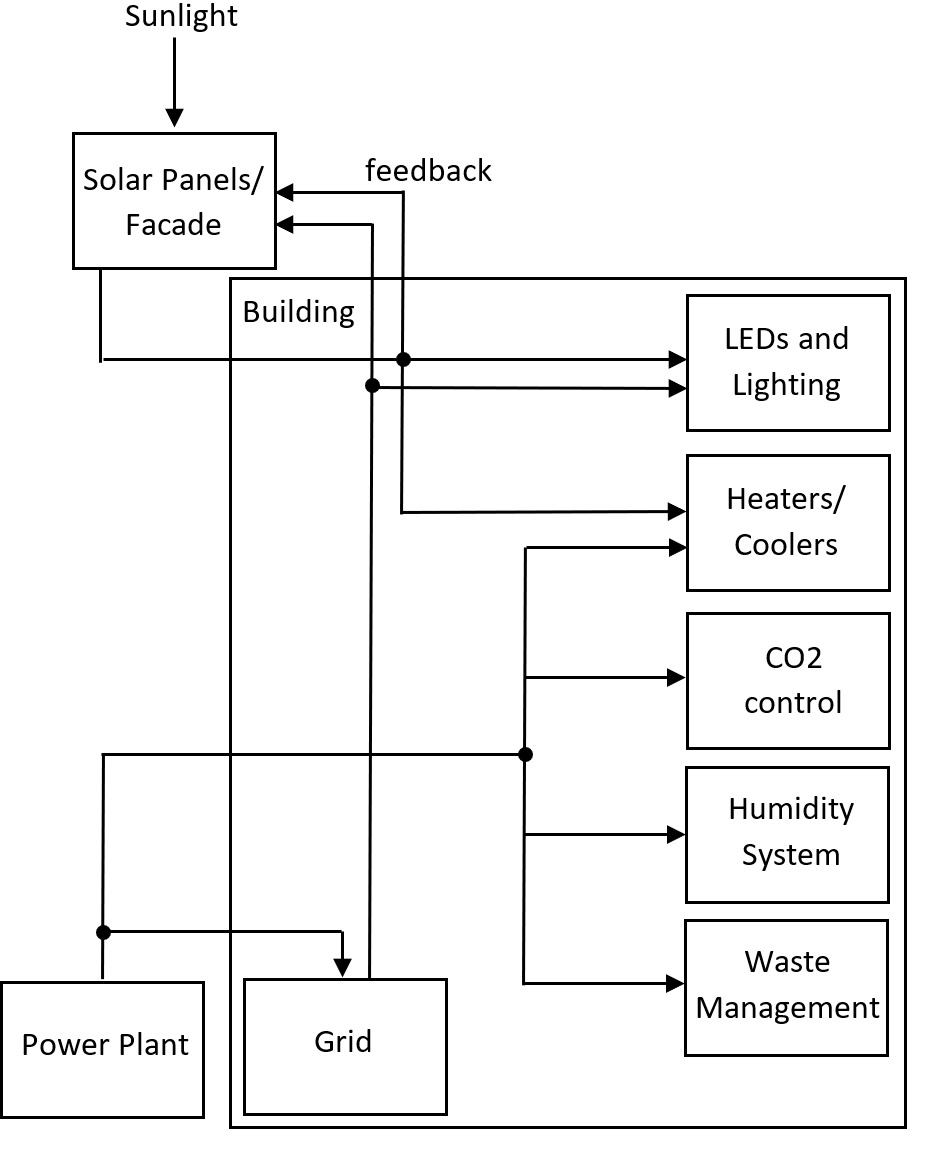 Sunlight
Solar Panels/
Facade
feedback
Building
LEDs and
Lighting
Heaters/
Coolers
CO2
control
Humidity
System
Waste
Management
Power Plant
Grid